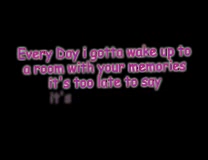 Every Day i gotta wake up to
a room with your memories
it's too late to say
It's